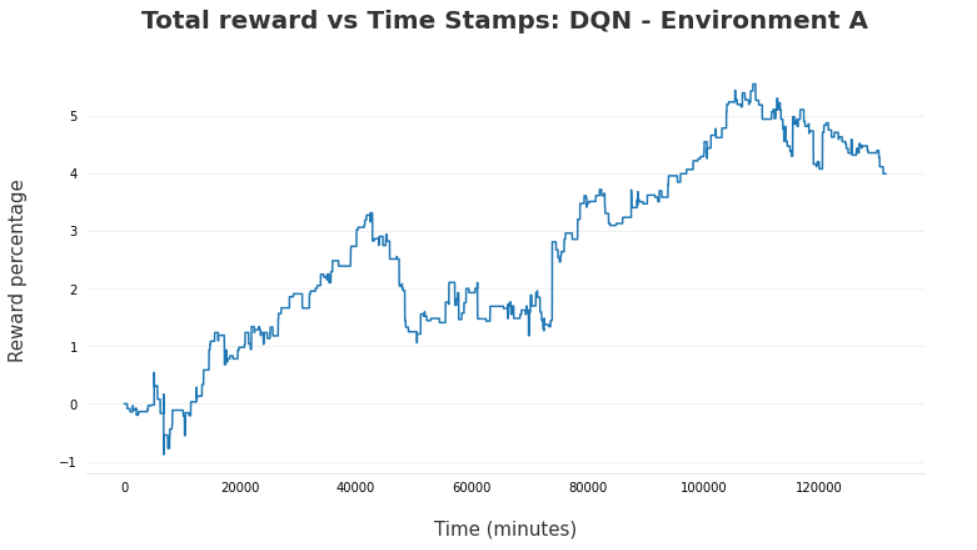 Total reward vs Time Stamps: DQN - Environment A
Reward percentage
5
4
3
2
1
0
−1
0 20000 40000 60000 80000 100000 120000
Time (minutes)